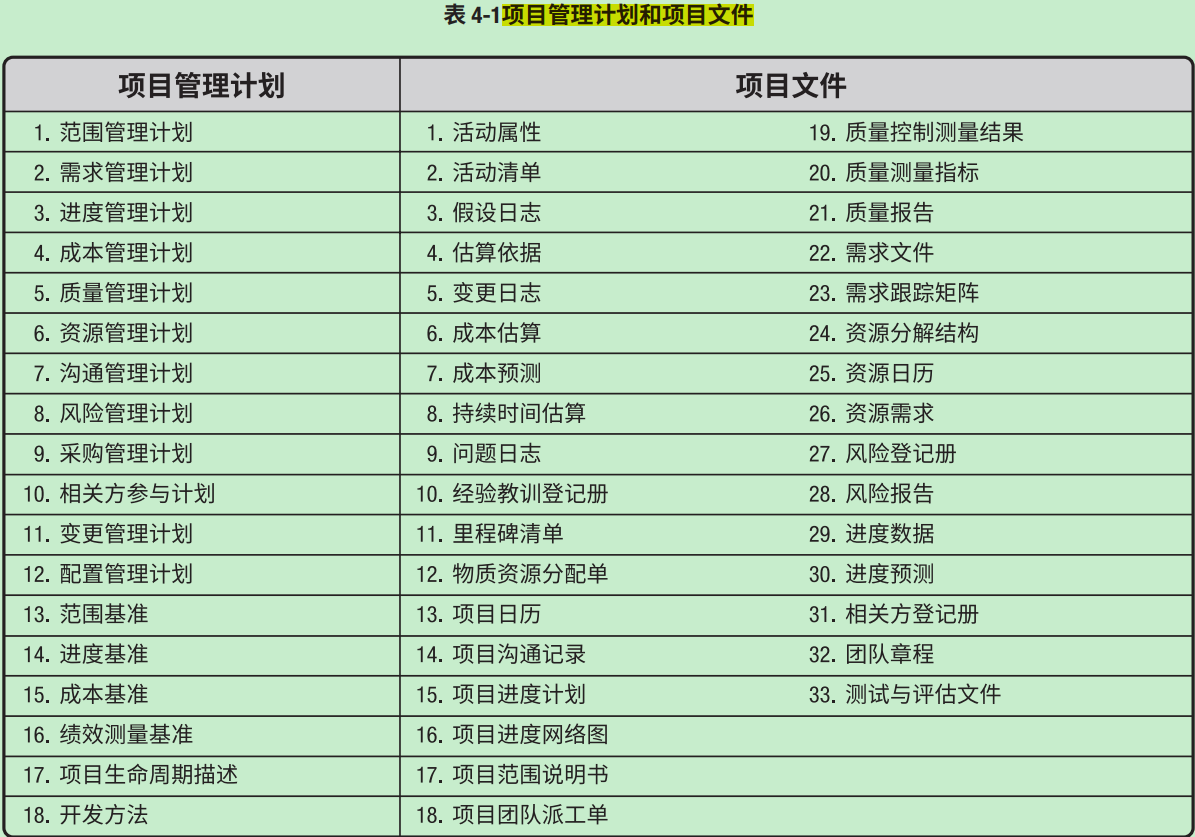 表 4-1项目管理计划和项目文件
项目管理计划 项目文件
1. 范围管理计划 1. 活动属性 19. 质量控制测量结果
2. 需求管理计划 2. 活动清单 20. 质量测量指标
3. 进度管理计划 3. 假设日志 21. 质量报告
4. 成本管理计划 4. 估算依据 22. 需求文件
5. 质量管理计划 5. 变更日志 23. 需求跟踪矩阵
6. 资源管理计划 6. 成本估算 24. 资源分解结构
7. 沟通管理计划 7. 成本预测 25. 资源日历
8. 风险管理计划 8. 持续时间估算 26. 资源需求
9. 采购管理计划 9. 问题日志 27. 风险登记册
10. 相关方参与计划 10. 经验教训登记册 28. 风险报告
11. 变更管理计划 11. 里程碑清单 29. 进度数据
12. 配置管理计划 12. 物质资源分配单 30. 进度预测
13. 范围基准 13. 项目日历 31. 相关方登记册
14. 进度基准 14. 项目沟通记录 32. 团队章程
15. 成本基准 15. 项目进度计划 33. 测试与评估文件
16. 绩效测量基准 16. 项目进度网络图
17. 项目生命周期描述 17. 项目范围说明书
18. 开发方法 18. 项目团队派工单